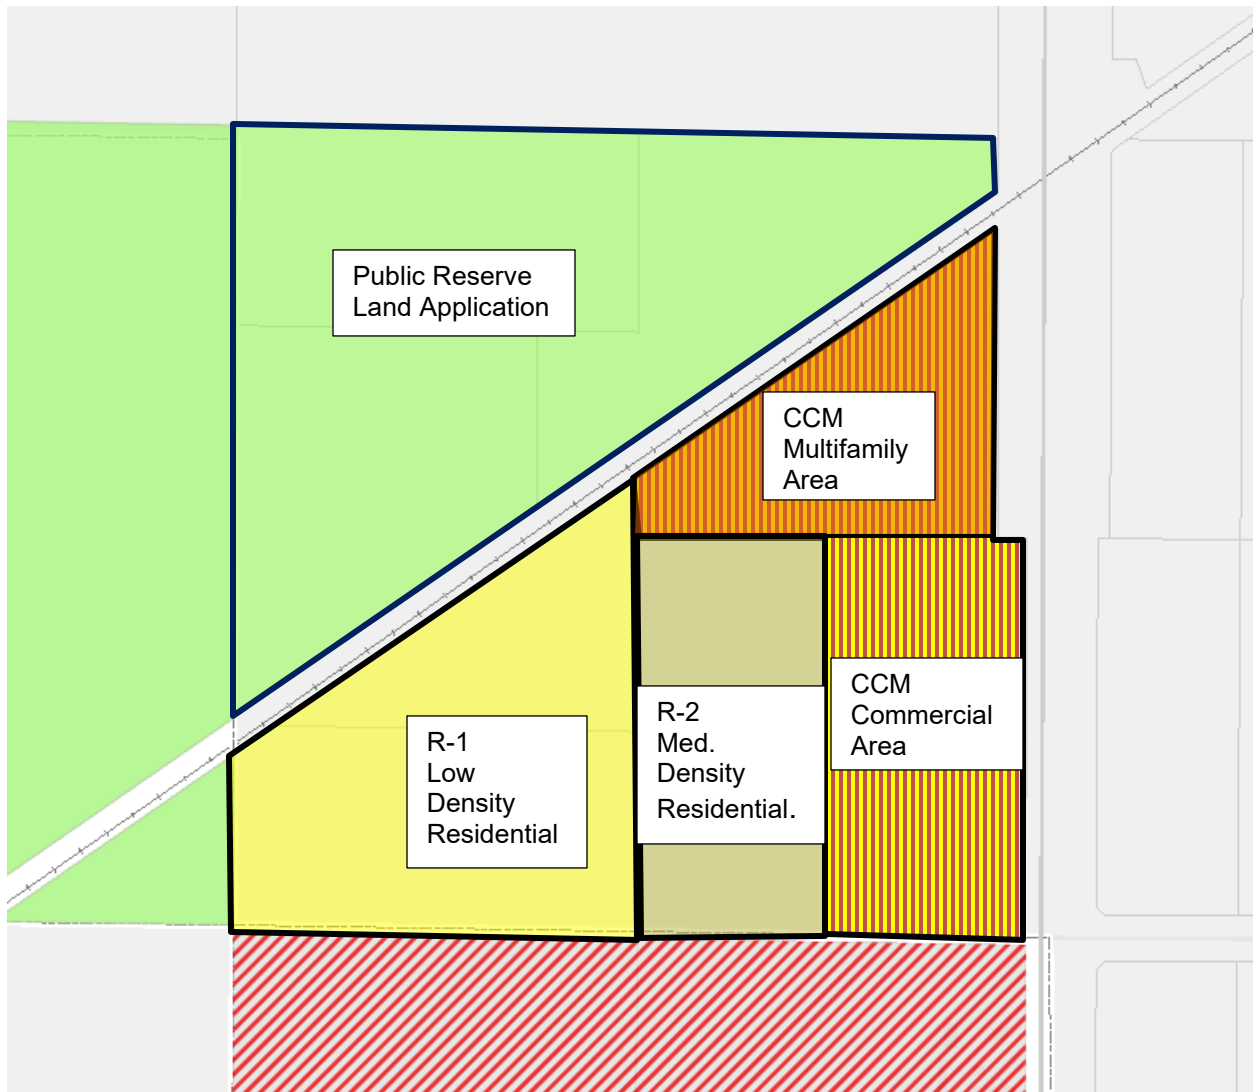 Public Reserve
Land Application
CCM
Multifamily
Area
R-1
Low
Density
Residential
R-2
Med.
Density
Residential.
CCM
Commercial
Area